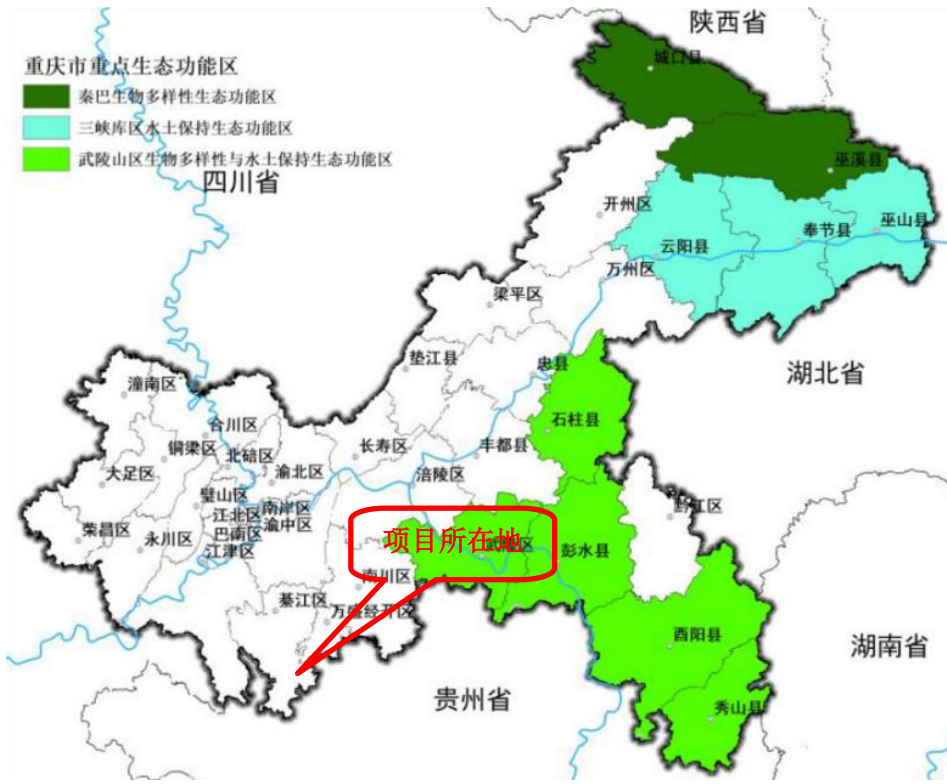 陕西省
重庆市重点生态功能区
城口县
秦巴生物多样性生态功能区
三峡库区水土保持生态功能区
武陵山区生物多样性与水土保持生态功能区
巫溪县
四川省
开州区
巫山县
奉节县
云阳县
万州区
梁平区
垫江县
忠县
湖北省
潼南区
石柱县
合川区
铜梁区
长寿区
丰都县
北碚区
大足区
渝北区
涪陵区
璧山区
南岸区
黔江区
江北区
渝中区
荣昌区
巴南区
项目所在地
永川区
彭水县
江津区
南川区
綦江区
万盛经开区
酉阳县
湖南省
贵州省
秀山县